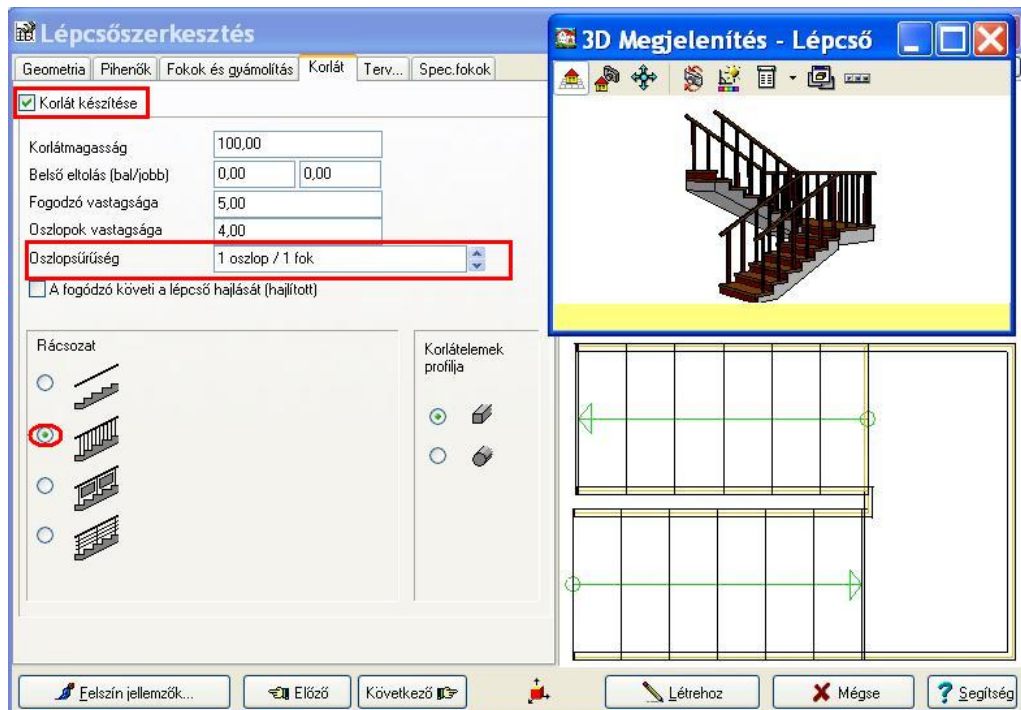 Lépcsőszerkesztés
3D Megjelenítés - Lépcső
Geometria Pihenők Fokok és gyámolítás Korlát Terv... Spec.fokok
Korlát készítése
Korlátmagasság 100,00
Belső eltolás (bal/jobb) 0,00 0,00
Fogodzó vastagsága 5,00
Oszlopok vastagsága 4,00
Oszlopsűrűség 1 oszlop / 1 fok
A fogódzó követi a lépcső hajlását (hajlított)
Rácsozat
Korlátelemek
profilja
Felszín jellemzők... Előző Következő Létrehoz Mégse Segítség